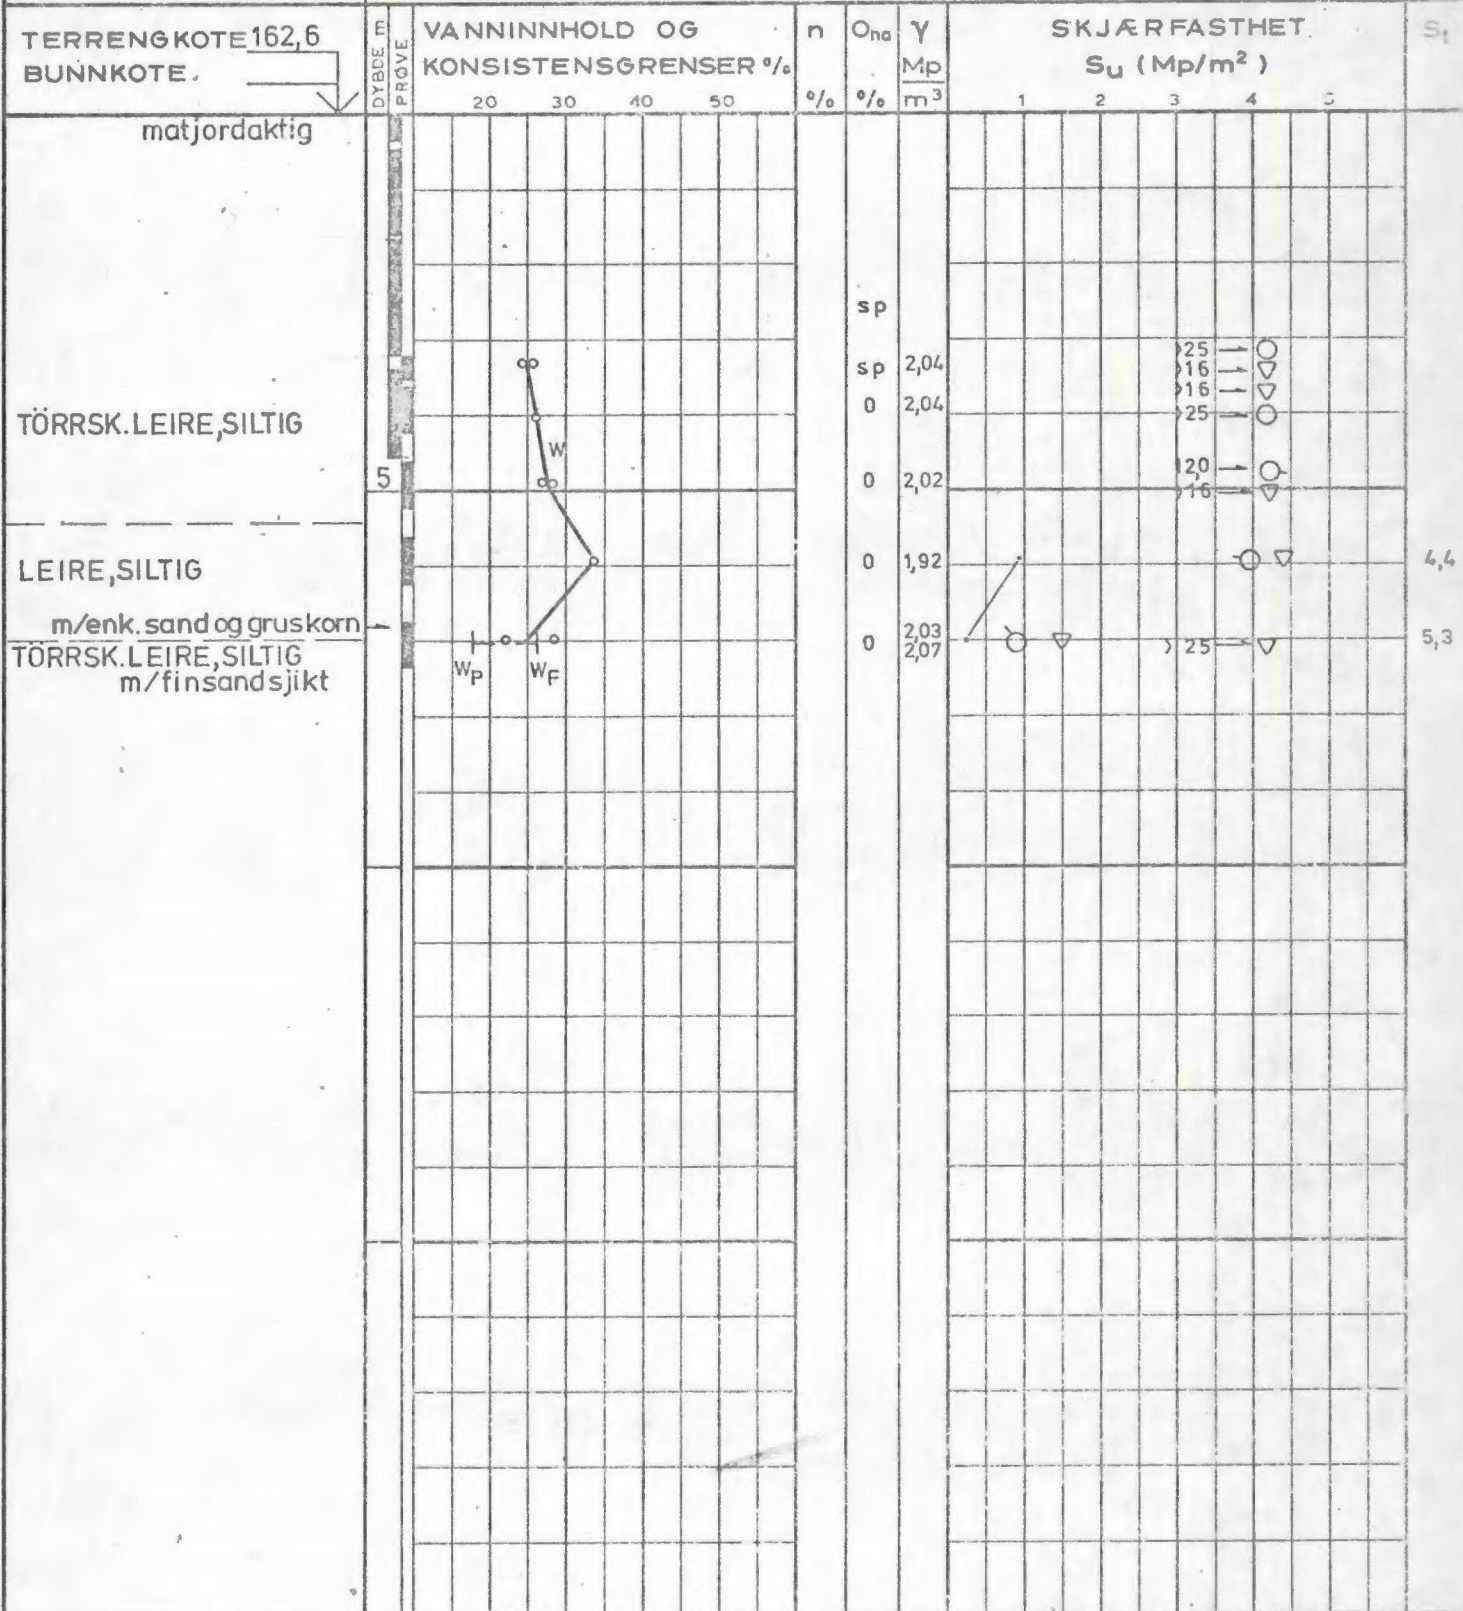 TERRENGKOTE 162,6
BUNNKOTE.
DYBDE m
PRØVE
VANNINNHOLD OG
KONSISTENSGRENSER %
20 30 40 50
n
%
Ona
%
γ
Mp
m3
SKJÆRFASTHET.
Su (Mp/m2)
1 2 3 4 5
St
matjordaktig
sp
25
sp 2,04
16
16
0 2,04
TÖRRSK.LEIRE,SILTIG
25
W
5
0 2,02
16
LEIRE,SILTIG
0 1,92
4,4
m/enk. sand og gruskorn
2,03
0
2,07
25
5,3
TÖRRSK.LEIRE,SILTIG
m/finsandsjikt
WP WF